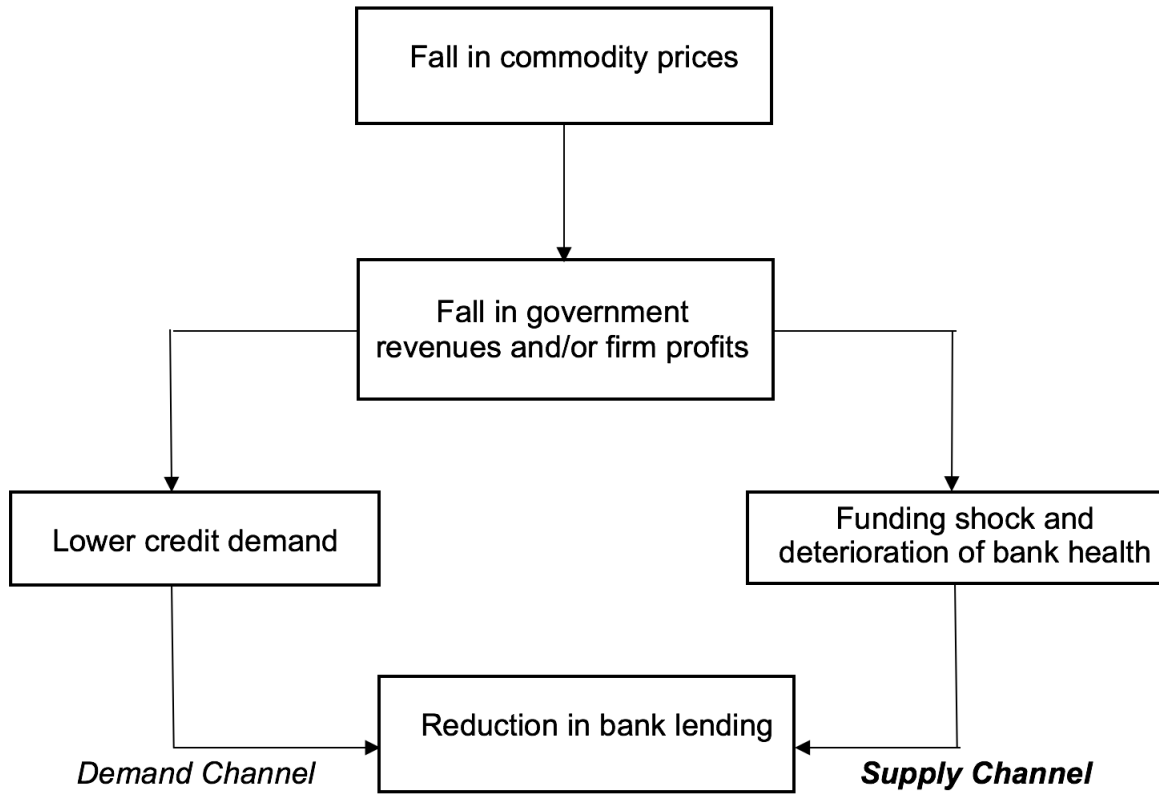 Fall in commodity prices
Fall in government
revenues and/or firm profits
Lower credit demand
Funding shock and
deterioration of bank health
Reduction in bank lending
Demand Channel
Supply Channel